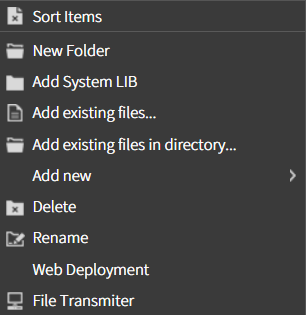 Sort Items
New Folder
Add System LIB
Add existing files...
Add existing files in directory...
Add new
Delete
Rename
Web Deployment
File Transmiter